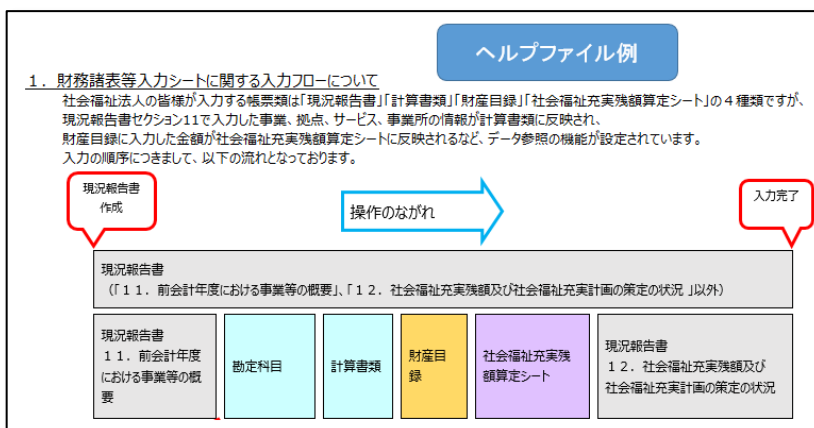 ヘルプファイル例
１．財務諸表等入力シートに関する入力フローについて
社会福祉法人の皆様が入力する帳票類は「現況報告書」「計算書類」「財産目録」「社会福祉充実残額算定シート」の４種類ですが、
現況報告書セクション11で入力した事業、拠点、サービス、事業所の情報が計算書類に反映され、
財産目録に入力した金額が社会福祉充実残額算定シートに反映されるなど、データ参照の機能が設定されています。
入力の順序につきまして、以下の流れとなっております。
現況報告書
作成
操作のながれ
入力完了
現況報告書
（「１１．前会計年度における事業等の概要」、「１２．社会福祉充実残額及び社会福祉充実計画の策定の状況」以外）
現況報告書
１１．前会計年度
における事業等の概
要
勘定科目
計算書類
財産目
録
社会福祉充実残
額算定シート
現況報告書
１２．社会福祉充実残額及び
社会福祉充実計画の策定の状況